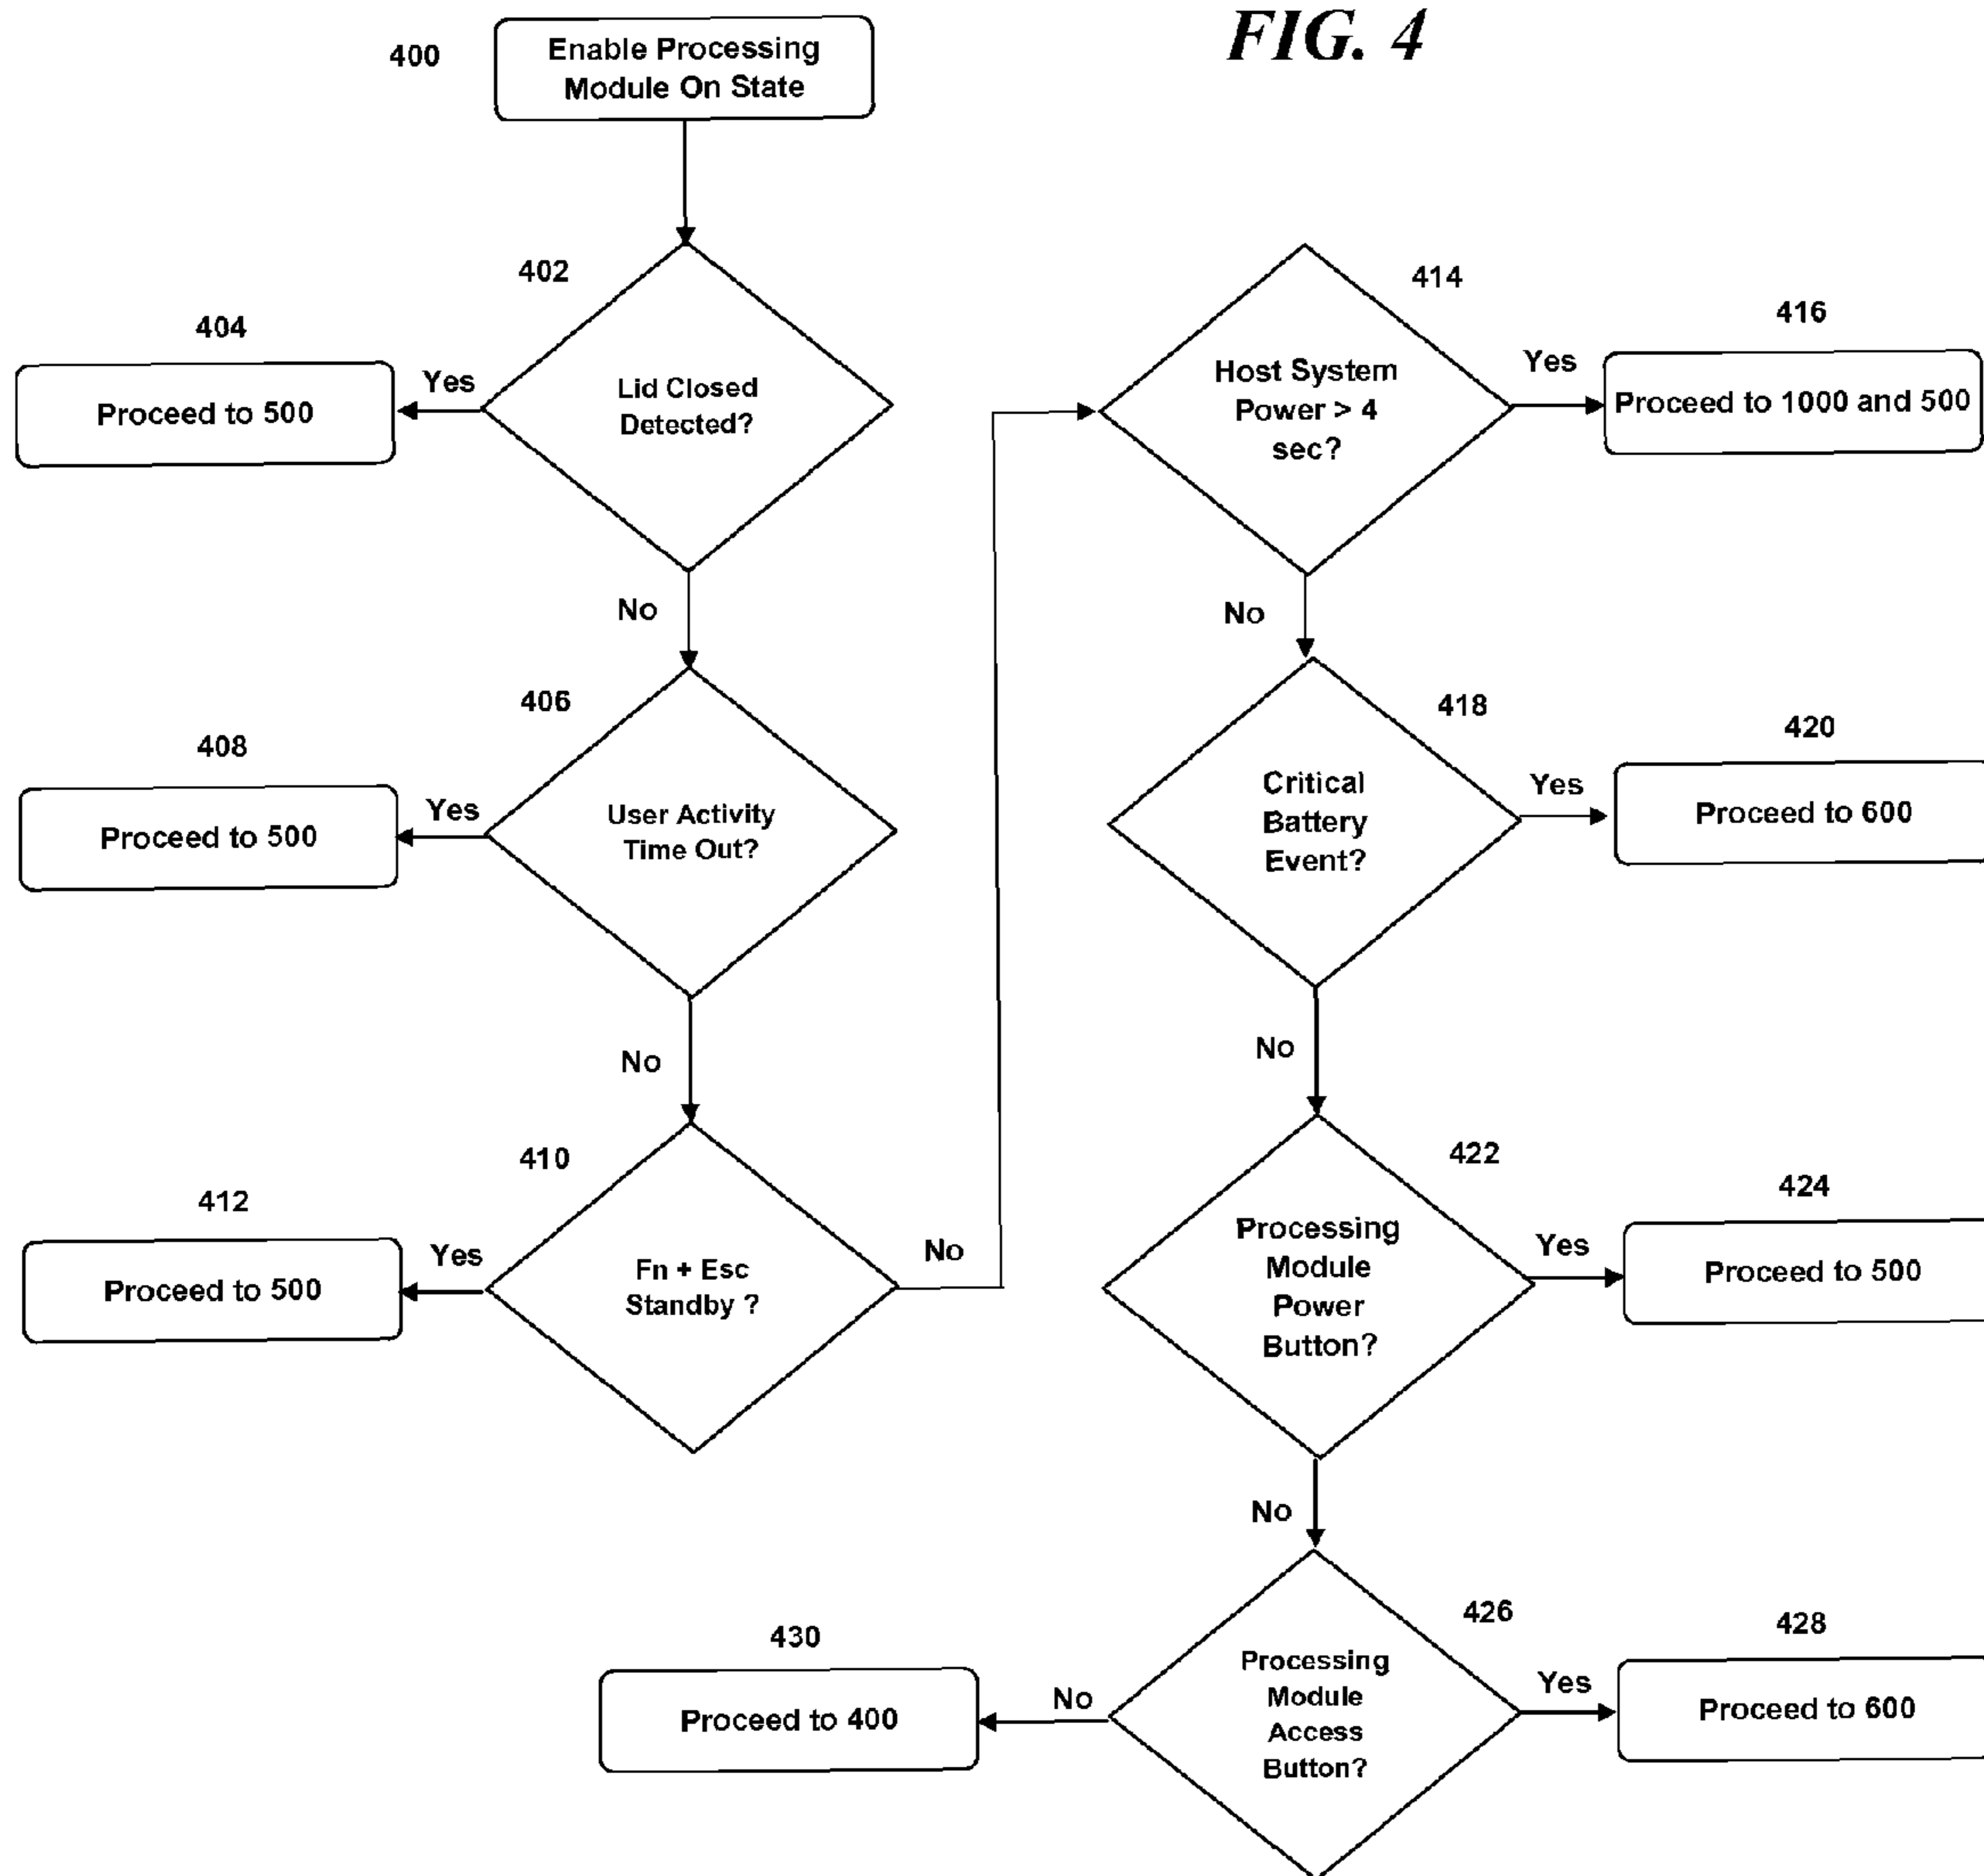 FIG. 4
400
Enable Processing
Module On State
402
Lid Closed
Detected?
Yes
404
Proceed to 500
No
406
User Activity
Time Out?
Yes
408
Proceed to 500
No
410
Fn + Esc
Standby ?
Yes
412
Proceed to 500
No
414
Host System
Power > 4
sec?
Yes
416
Proceed to 1000 and 500
No
418
Critical
Battery
Event?
Yes
420
Proceed to 600
No
422
Processing
Module
Power
Button?
Yes
424
Proceed to 500
No
426
Processing
Module
Access
Button?
Yes
428
Proceed to 600
No
430
Proceed to 400